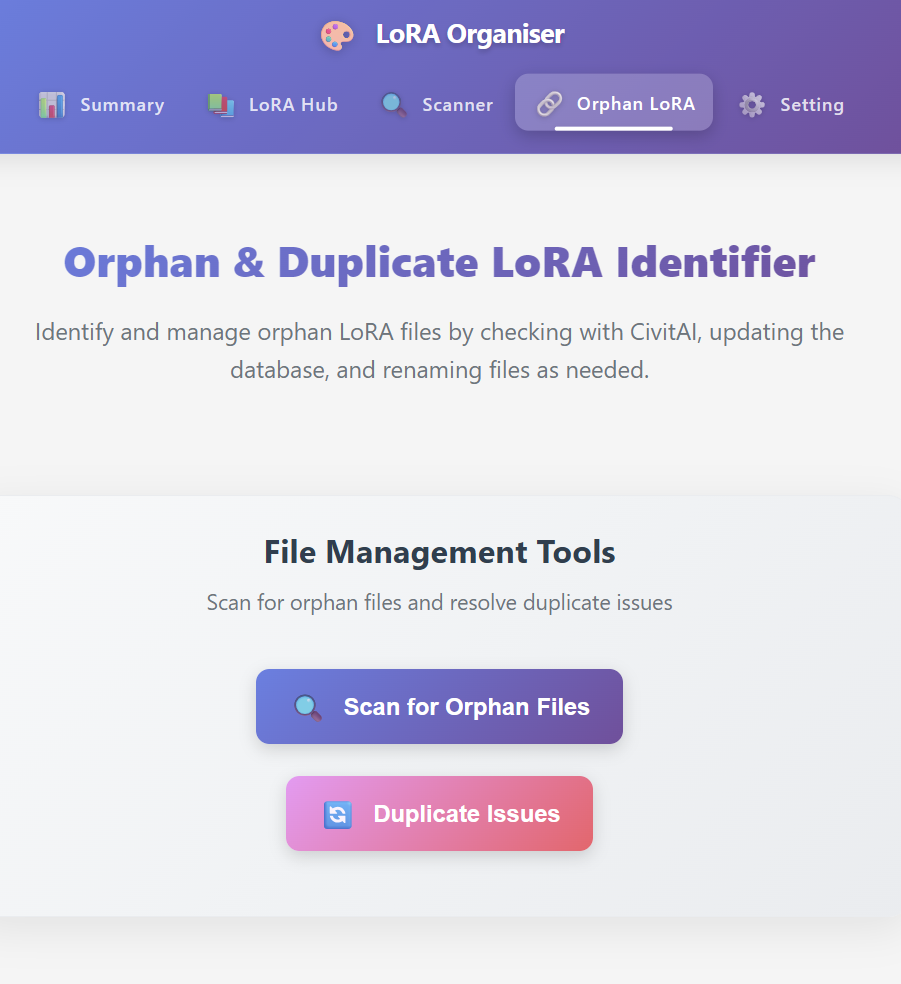 LoRA Organiser
Summary
LoRA Hub
Scanner
Orphan LoRA
Setting
Orphan & Duplicate LoRA Identifier
Identify and manage orphan LoRA files by checking with CivitAI, updating the
database, and renaming files as needed.
File Management Tools
Scan for orphan files and resolve duplicate issues
Scan for Orphan Files
Duplicate Issues